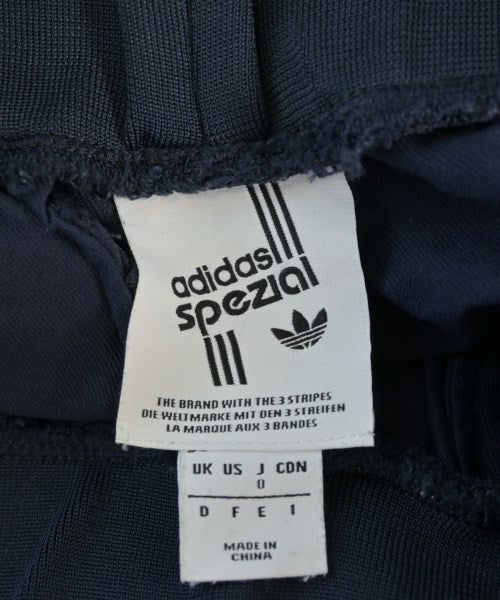 adidas
spezial
THE BRAND WITH THE 3 STRIPES
DIE WELTMARKE MIT DEN 3 STREIFEN
LA MARQUE AUX 3 BANDES
UK US J CDN
0
D F E I
MADE IN
CHINA